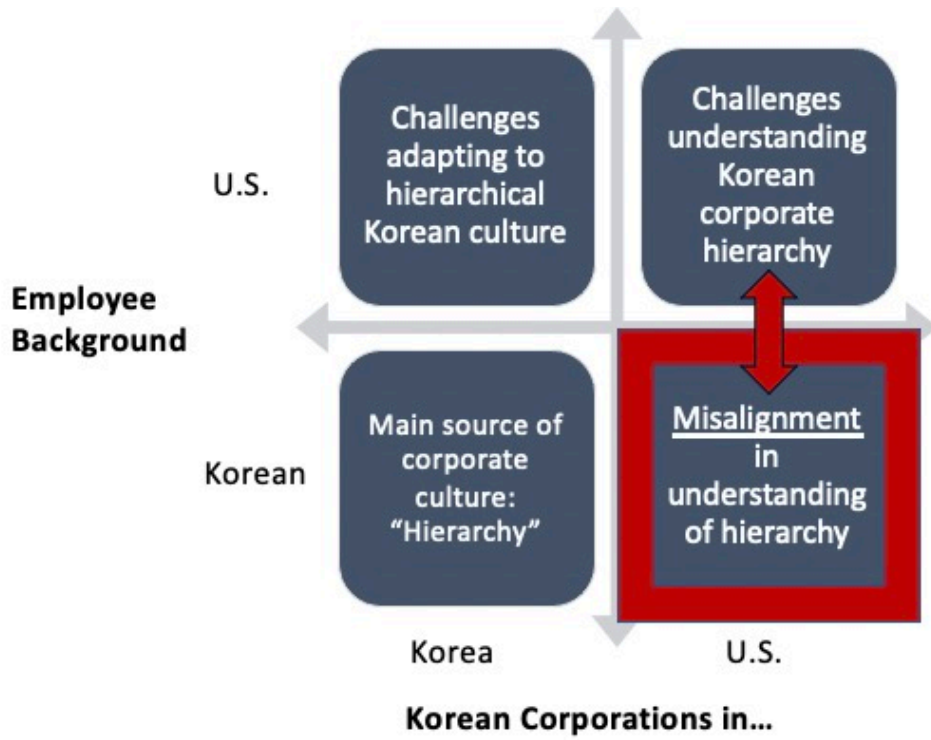 Challenges
adapting to
hierarchical
Korean culture
Challenges
understanding
Korean
corporate
hierarchy
U.S.
Employee
Background
Main source of
corporate
culture:
“Hierarchy”
Misalignment
in
understanding
of hierarchy
Korean
Korea
U.S.
Korean Corporations in…